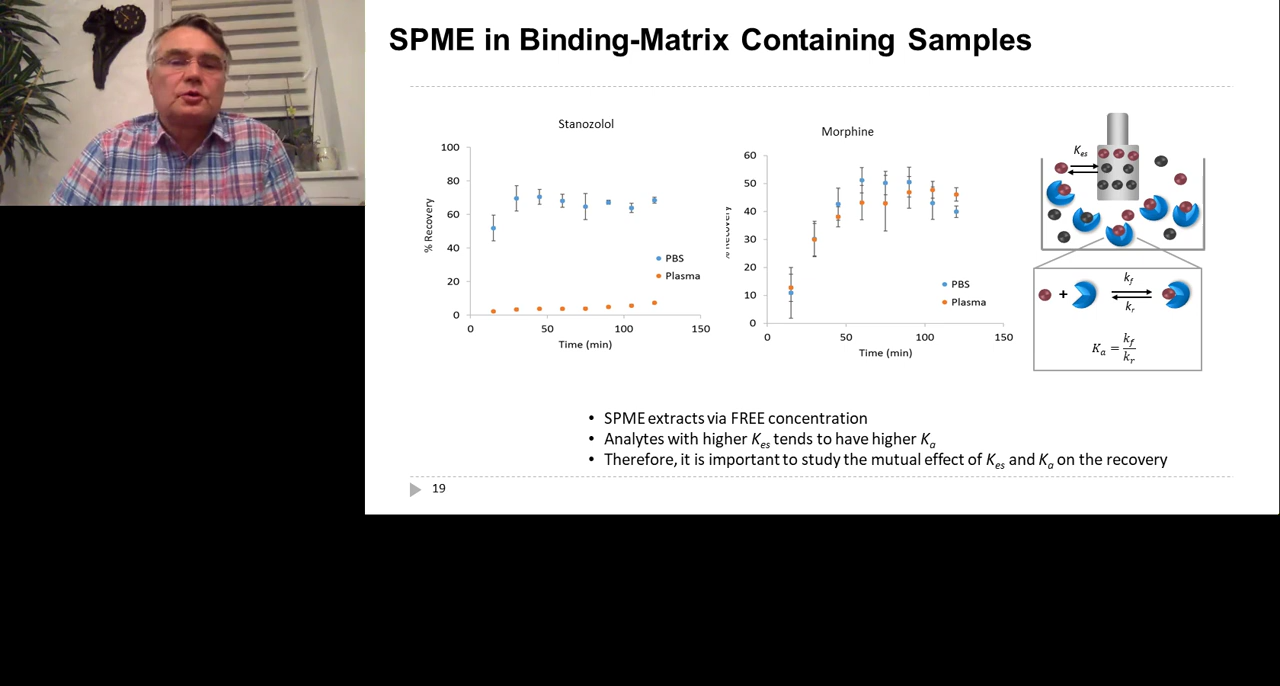 SPME in Binding-Matrix Containing Samples
Stanozolol
100
80
60
40
20
0
0
50
100
150
% Recovery
Time (min)
PBS
Plasma
Morphine
60
50
40
30
20
10
0
0
50
100
150
% Recovery
Time (min)
PBS
Plasma
Kes
+
kf
kr
Ka = kf
kr
• SPME extracts via FREE concentration
• Analytes with higher Kes tends to have higher Ka
• Therefore, it is important to study the mutual effect of Kes and Ka on the recovery
19